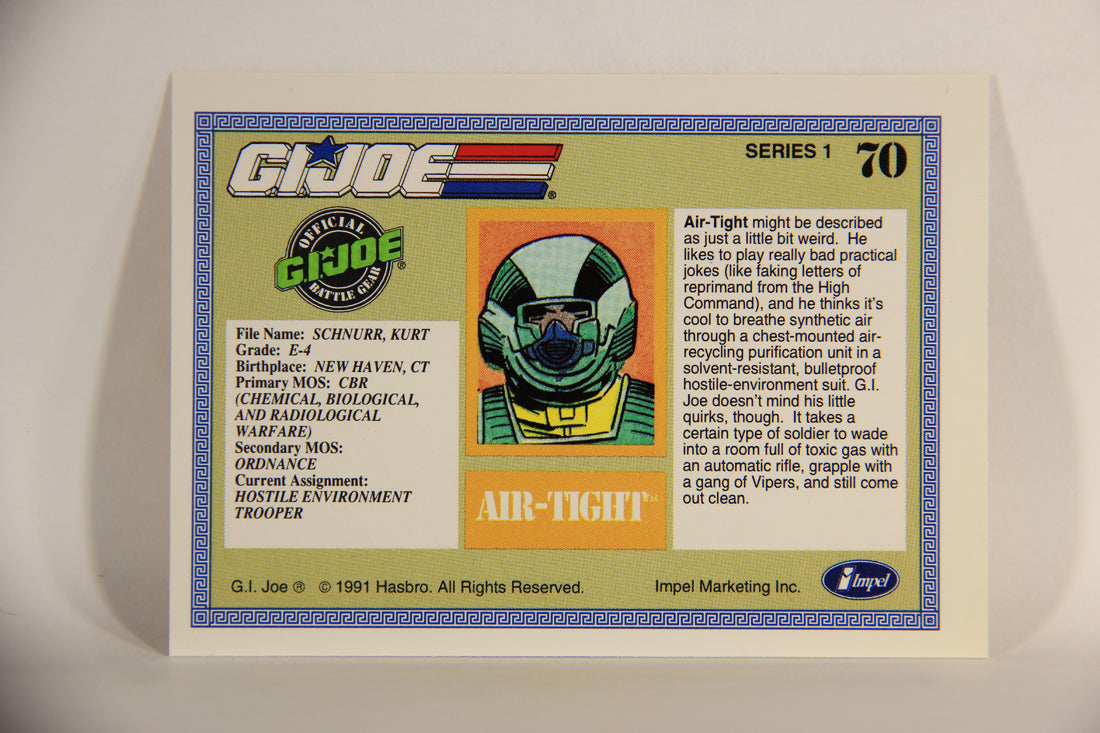 G.I.JOE ®
SERIES 1 70
OFFICIAL
G.I.JOE ®
BATTLE GEAR
File Name: SCHNURR, KURT
Grade: E-4
Birthplace: NEW HAVEN, CT
Primary MOS: CBR
(CHEMICAL, BIOLOGICAL,
AND RADIOLOGICAL
WARFARE)
Secondary MOS:
ORDNANCE
Current Assignment:
HOSTILE ENVIRONMENT
TROOPER
AIR-TIGHT™
Air-Tight might be described
as just a little bit weird. He
likes to play really bad practical
jokes (like faking letters of
reprimand from the High
Command), and he thinks it's
cool to breathe synthetic air
through a chest-mounted air-
recycling purification unit in a
solvent-resistant, bulletproof
hostile-environment suit. G.I.
Joe doesn't mind his little
quirks, though. It takes a
certain type of soldier to wade
into a room full of toxic gas with
an automatic rifle, grapple with
a gang of Vipers, and still come
out clean.
G.I. Joe ® © 1991 Hasbro. All Rights Reserved.
Impel Marketing Inc. Impel